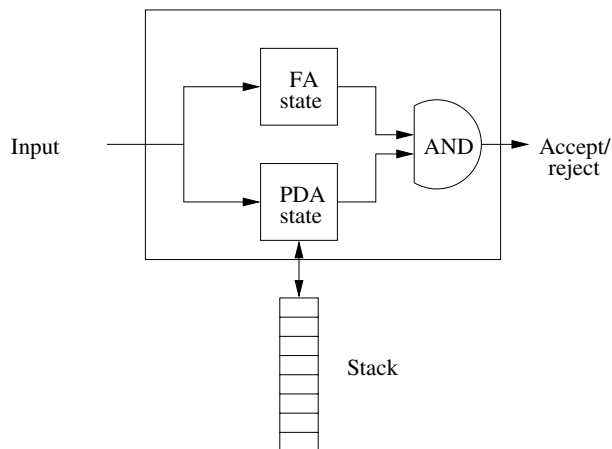 FA
state
Input
AND
Accept/
reject
PDA
state
Stack